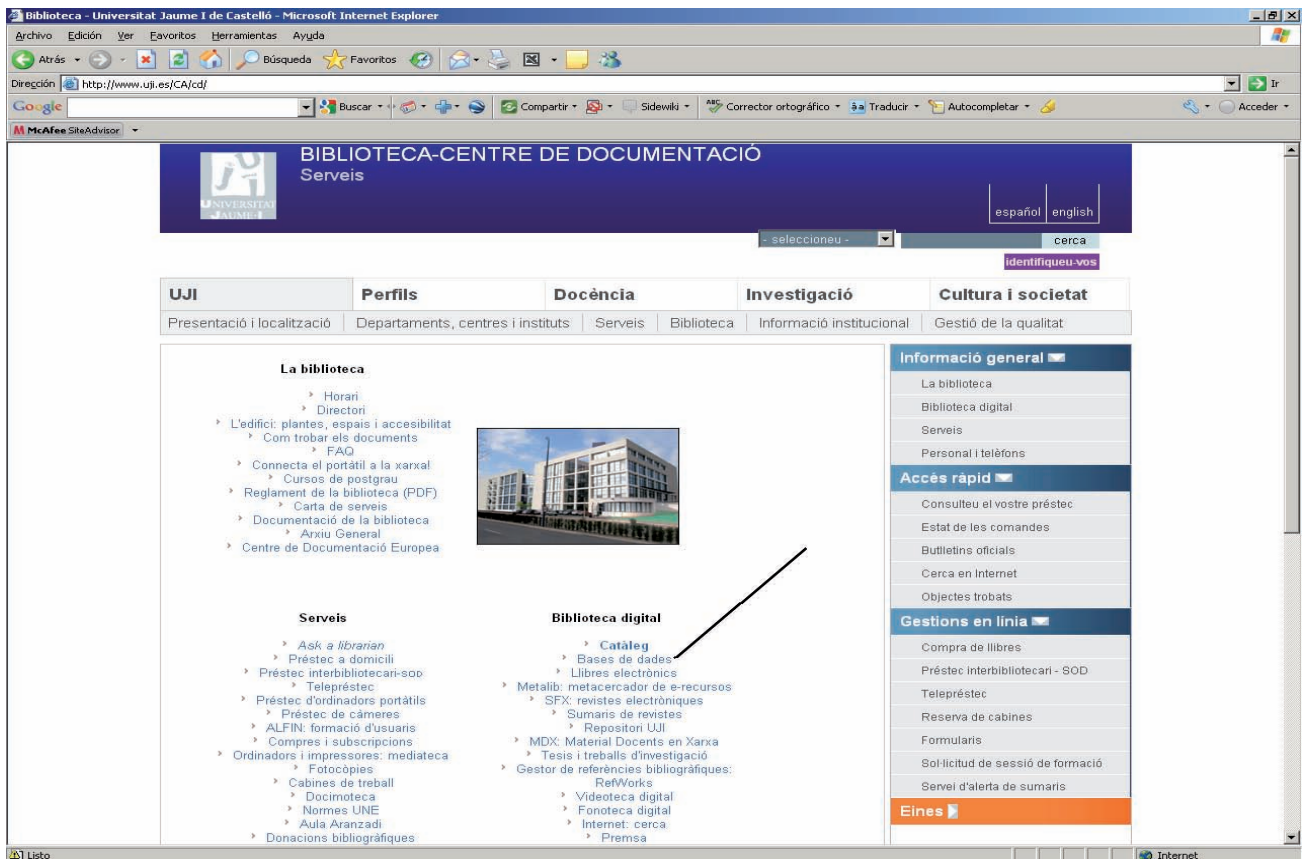 Biblioteca - Universitat Jaume I de Castelló - Microsoft Internet Explorer
Archivo Edición Ver Favoritos Herramientas Ayuda
Atrás Búsqueda Favoritos
Dirección http://www.uji.es/CA/cd/ Ir
Google Buscar Compartir Sidewiki Corrector ortográfico Traducir Autocompletar Acceder
McAfee SiteAdvisor
BIBLIOTECA-CENTRE DE DOCUMENTACIÓ
Serveis
UNIVERSITAT
JAUME·I
español english
- seleccioneu - cerca
identifiqueu-vos
UJI Perfils Docència Investigació Cultura i societat
Presentació i localització Departaments, centres i instituts Serveis Biblioteca Informació institucional Gestió de la qualitat
La biblioteca
Horari
Directori
L'edifici: plantes, espais i accesibilitat
Com trobar els documents
FAQ
Connecta el portàtil a la xarxa!
Cursos de postgrau
Reglament de la biblioteca (PDF)
Carta de serveis
Documentació de la biblioteca
Arxiu General
Centre de Documentació Europea
Serveis
Ask a librarian
Préstec a domicili
Préstec interbibliotecari-SOD
Telepréstec
Préstec d'ordinadors portàtils
Préstec de càmeres
ALFIN: formació d'usuaris
Compres i subscripcions
Ordinadors i impressores: mediateca
Fotocòpies
Cabines de treball
Docimoteca
Normes UNE
Aula Aranzadi
Donacions bibliogràfiques
Biblioteca digital
Catàleg
Bases de dades
Llibres electrònics
Metalib: metacercador de e-recursos
SFX: revistes electròniques
Sumaris de revistes
Repositori UJI
MDX: Material Docents en Xarxa
Tesis i treballs d'investigació
Gestor de referències bibliogràfiques:
RefWorks
Videoteca digital
Fonoteca digital
Internet: cerca
Premsa
Informació general
La biblioteca
Biblioteca digital
Serveis
Personal i telèfons
Accès ràpid
Consulteu el vostre préstec
Estat de les comandes
Butlletins oficials
Cerca en Internet
Objectes trobats
Gestions en línia
Compra de llibres
Préstec interbibliotecari - SOD
Telepréstec
Reserva de cabines
Formularis
Sol·licitud de sessió de formació
Servei d'alerta de sumaris
Eines
Listo Internet